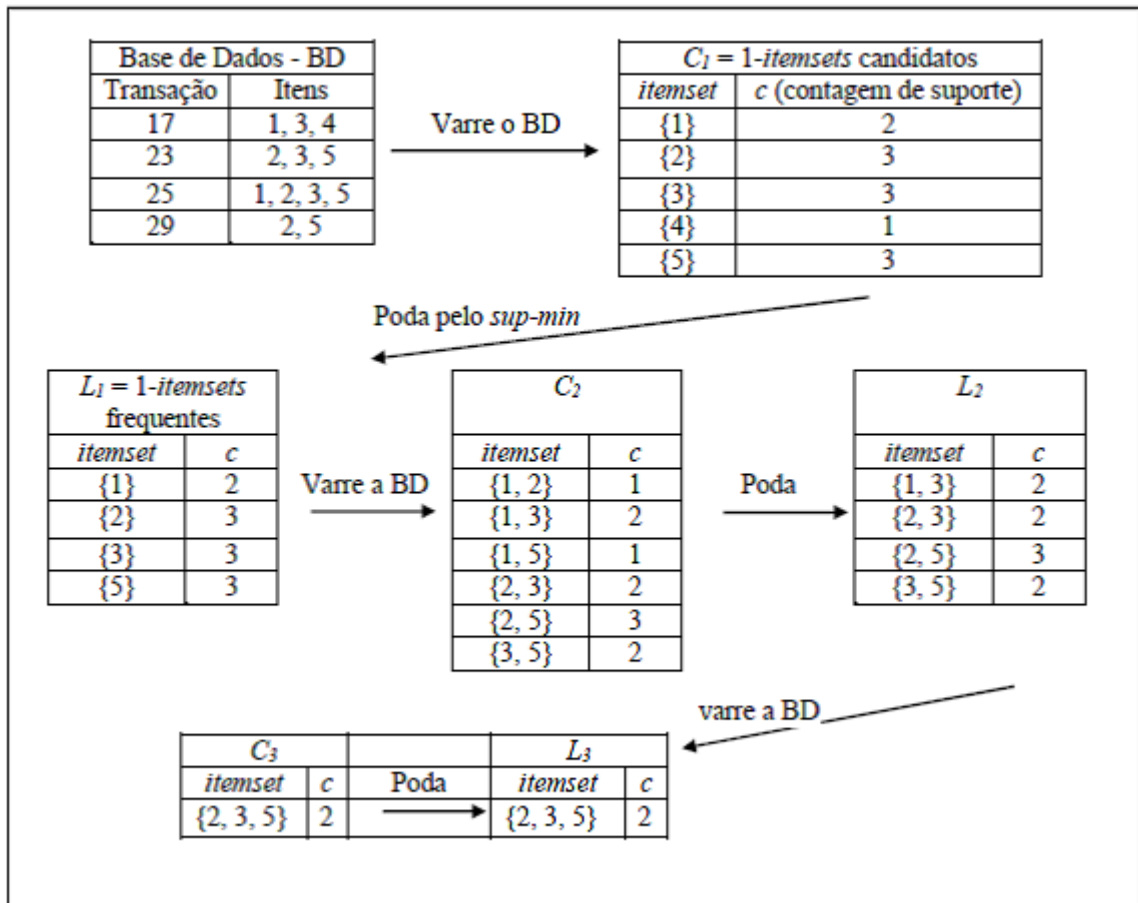 Base de Dados - BD
Transação Itens
17 1, 3, 4
23 2, 3, 5
25 1, 2, 3, 5
29 2, 5
Varre o BD
C1 = 1-itemsets candidatos
itemset c (contagem de suporte)
{1} 2
{2} 3
{3} 3
{4} 1
{5} 3
Poda pelo sup-min
L1 = 1-itemsets
frequentes
itemset c
{1} 2
{2} 3
{3} 3
{5} 3
Varre a BD
C2
itemset c
{1, 2} 1
{1, 3} 2
{1, 5} 1
{2, 3} 2
{2, 5} 3
{3, 5} 2
Poda
L2
itemset c
{1, 3} 2
{2, 3} 2
{2, 5} 3
{3, 5} 2
varre a BD
C3
itemset c
{2, 3, 5} 2
Poda
L3
itemset c
{2, 3, 5} 2